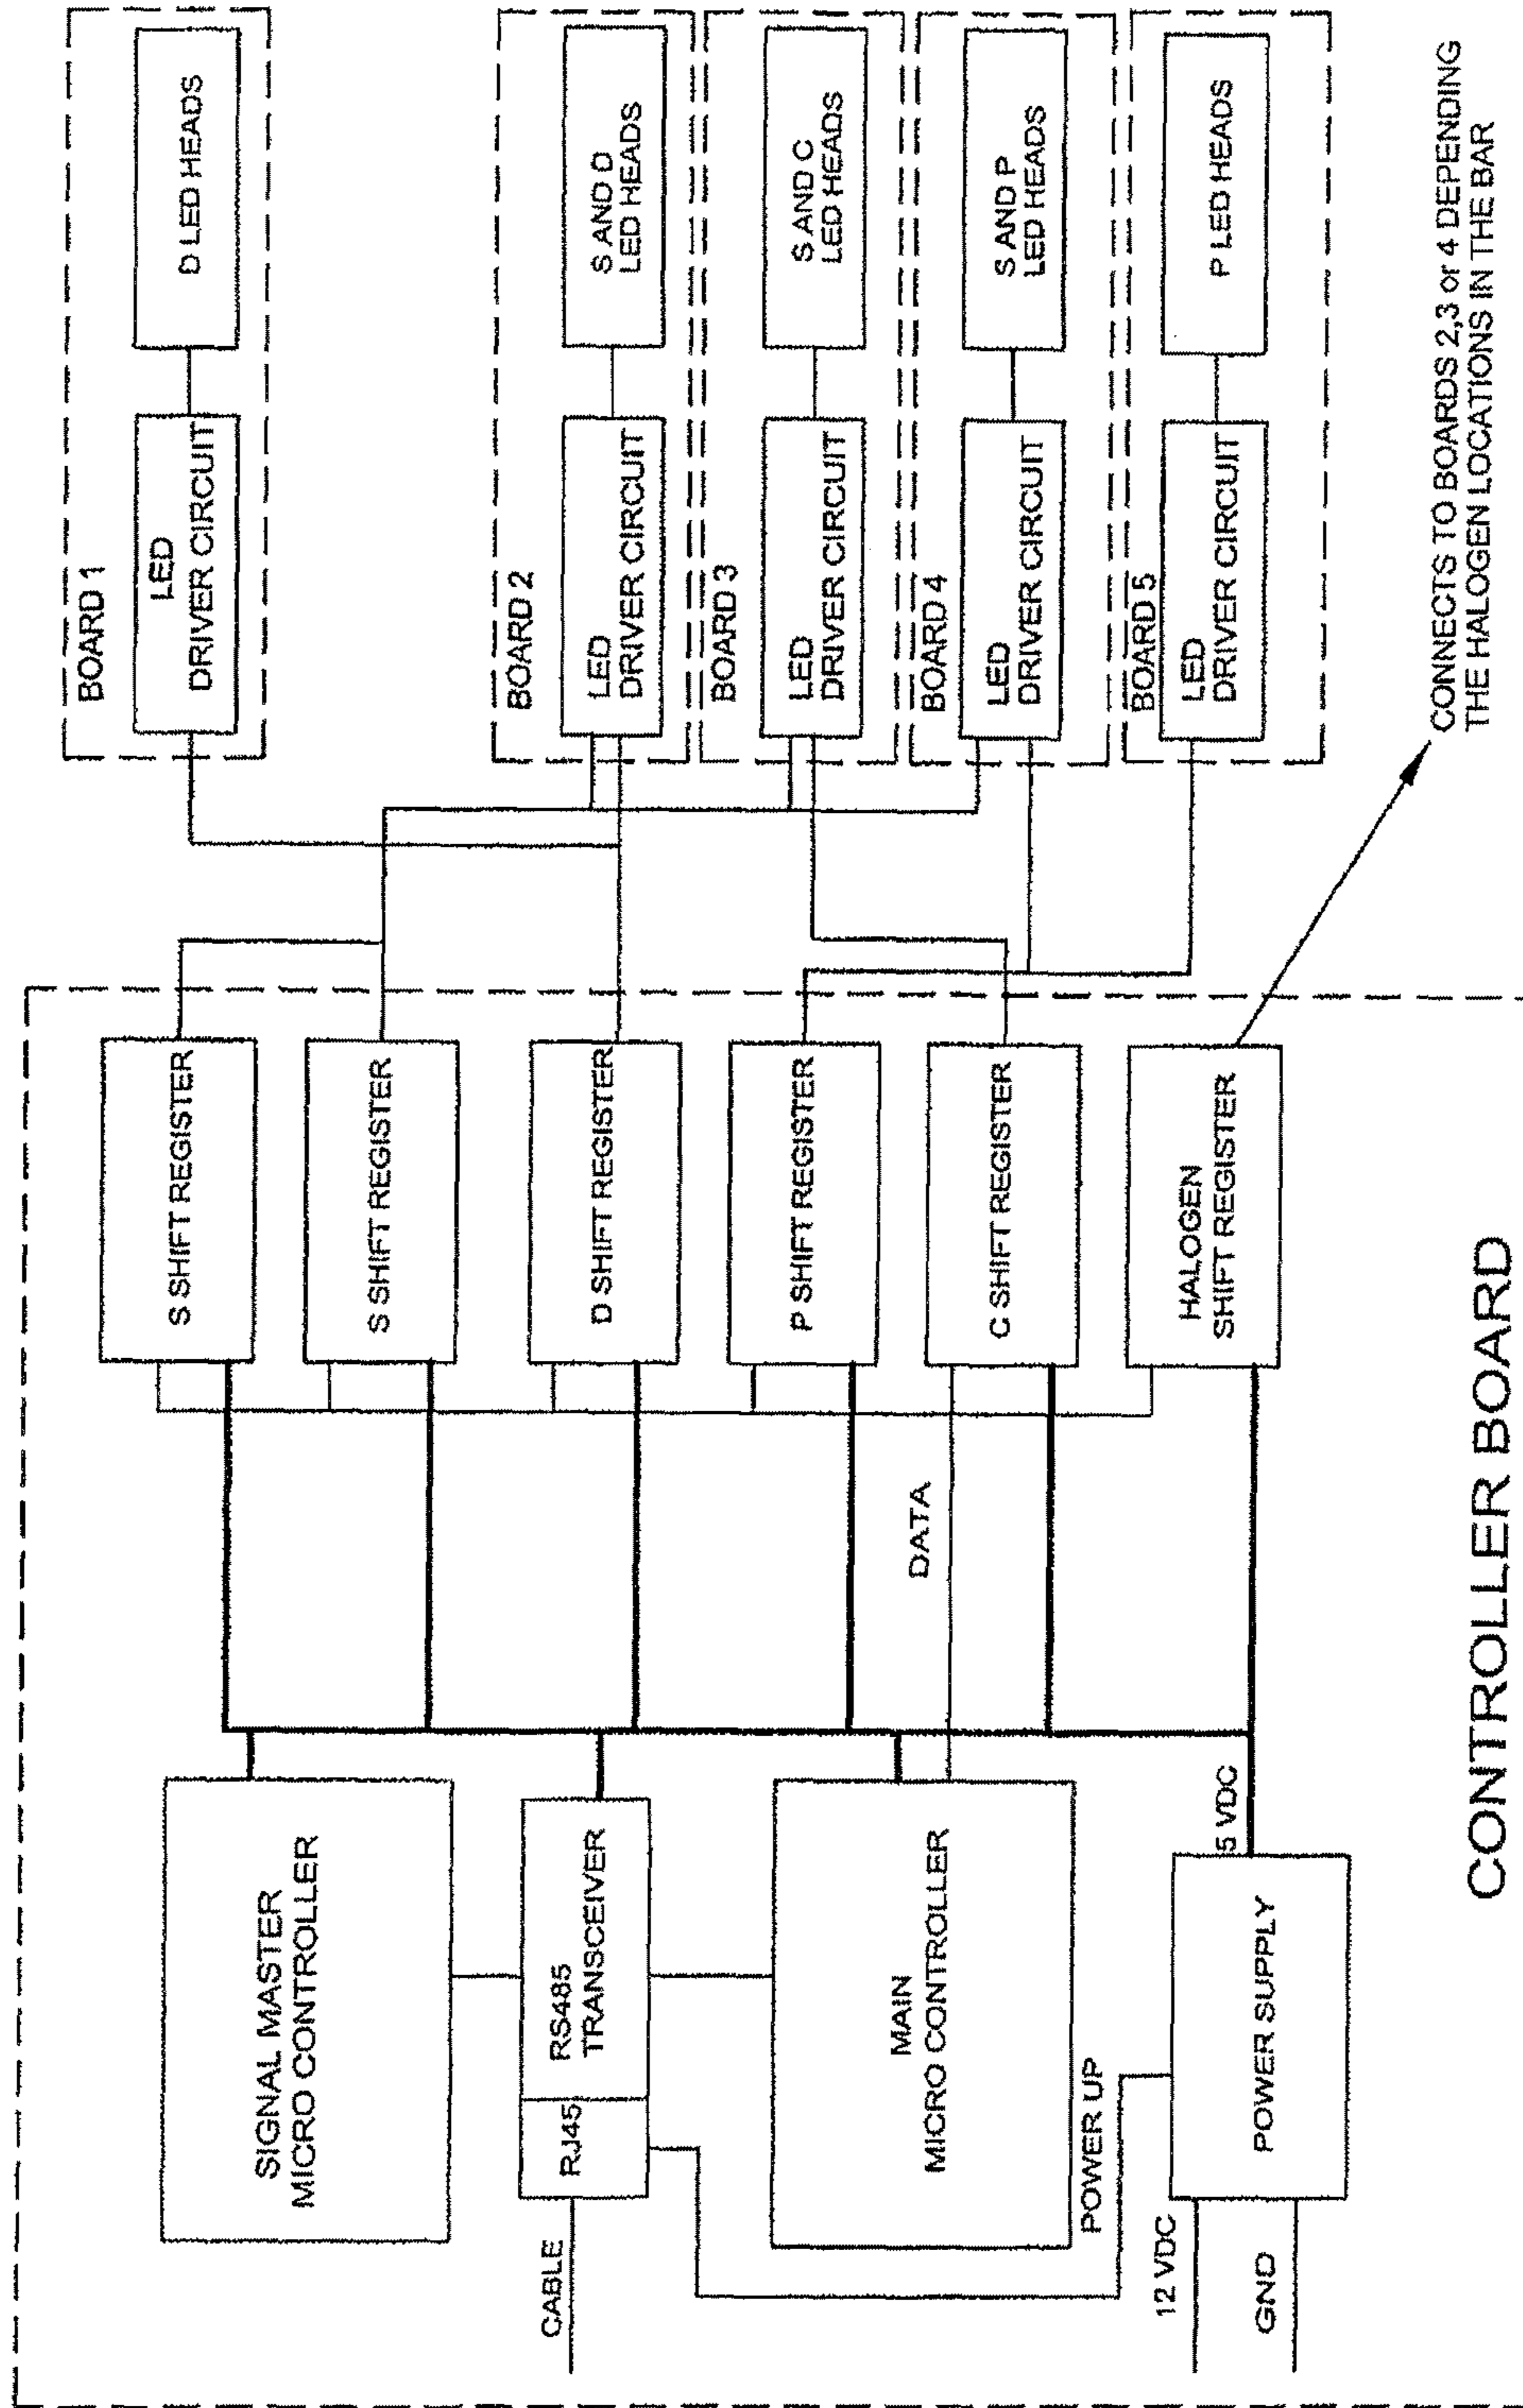 SIGNAL MASTER
MICRO CONTROLLER
CABLE
RJ45
RS485
TRANSCEIVER
MAIN
MICRO CONTROLLER
POWER UP
12 VDC
GND
POWER SUPPLY
5 VDC
DATA
S SHIFT REGISTER
S SHIFT REGISTER
D SHIFT REGISTER
P SHIFT REGISTER
C SHIFT REGISTER
HALOGEN
SHIFT REGISTER
BOARD 1
LED
DRIVER CIRCUIT
D LED HEADS
BOARD 2
LED
DRIVER CIRCUIT
S AND D
LED HEADS
BOARD 3
LED
DRIVER CIRCUIT
S AND C
LED HEADS
BOARD 4
LED
DRIVER CIRCUIT
S AND P
LED HEADS
BOARD 5
LED
DRIVER CIRCUIT
P LED HEADS
CONNECTS TO BOARDS 2,3 or 4 DEPENDING
THE HALOGEN LOCATIONS IN THE BAR
CONTROLLER BOARD